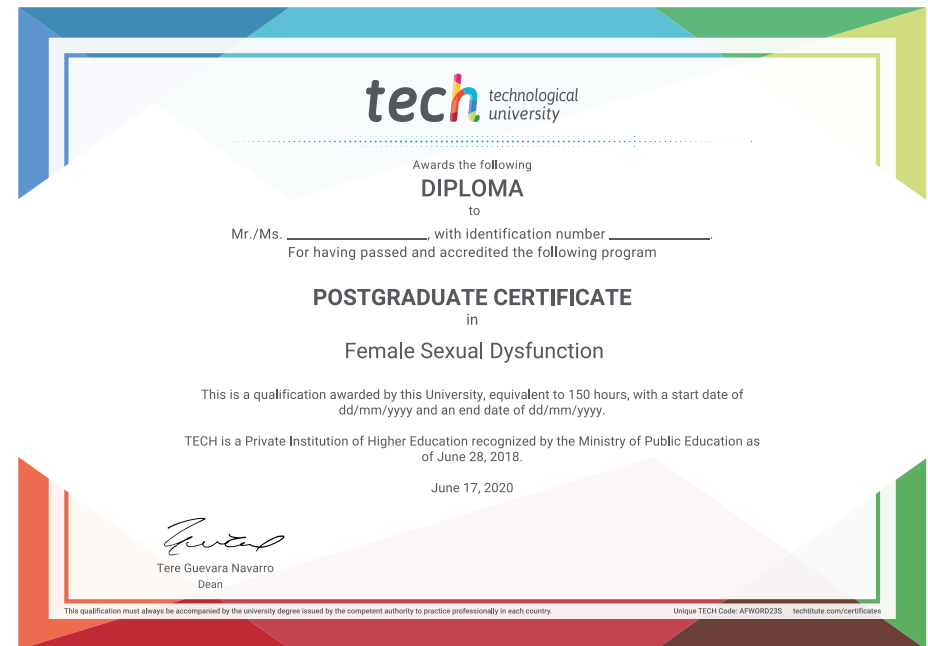 tech technological
university
Awards the following
DIPLOMA
to
Mr./Ms. ____________________, with identification number ______________.
For having passed and accredited the following program
POSTGRADUATE CERTIFICATE
in
Female Sexual Dysfunction
This is a qualification awarded by this University, equivalent to 150 hours, with a start date of
dd/mm/yyyy and an end date of dd/mm/yyyy.
TECH is a Private Institution of Higher Education recognized by the Ministry of Public Education as
of June 28, 2018.
June 17, 2020
Tere Guevara Navarro
Dean
This qualification must always be accompanied by the university degree issued by the competent authority to practice professionally in each country.
Unique TECH Code: AFWORD23S techtitute.com/certificates